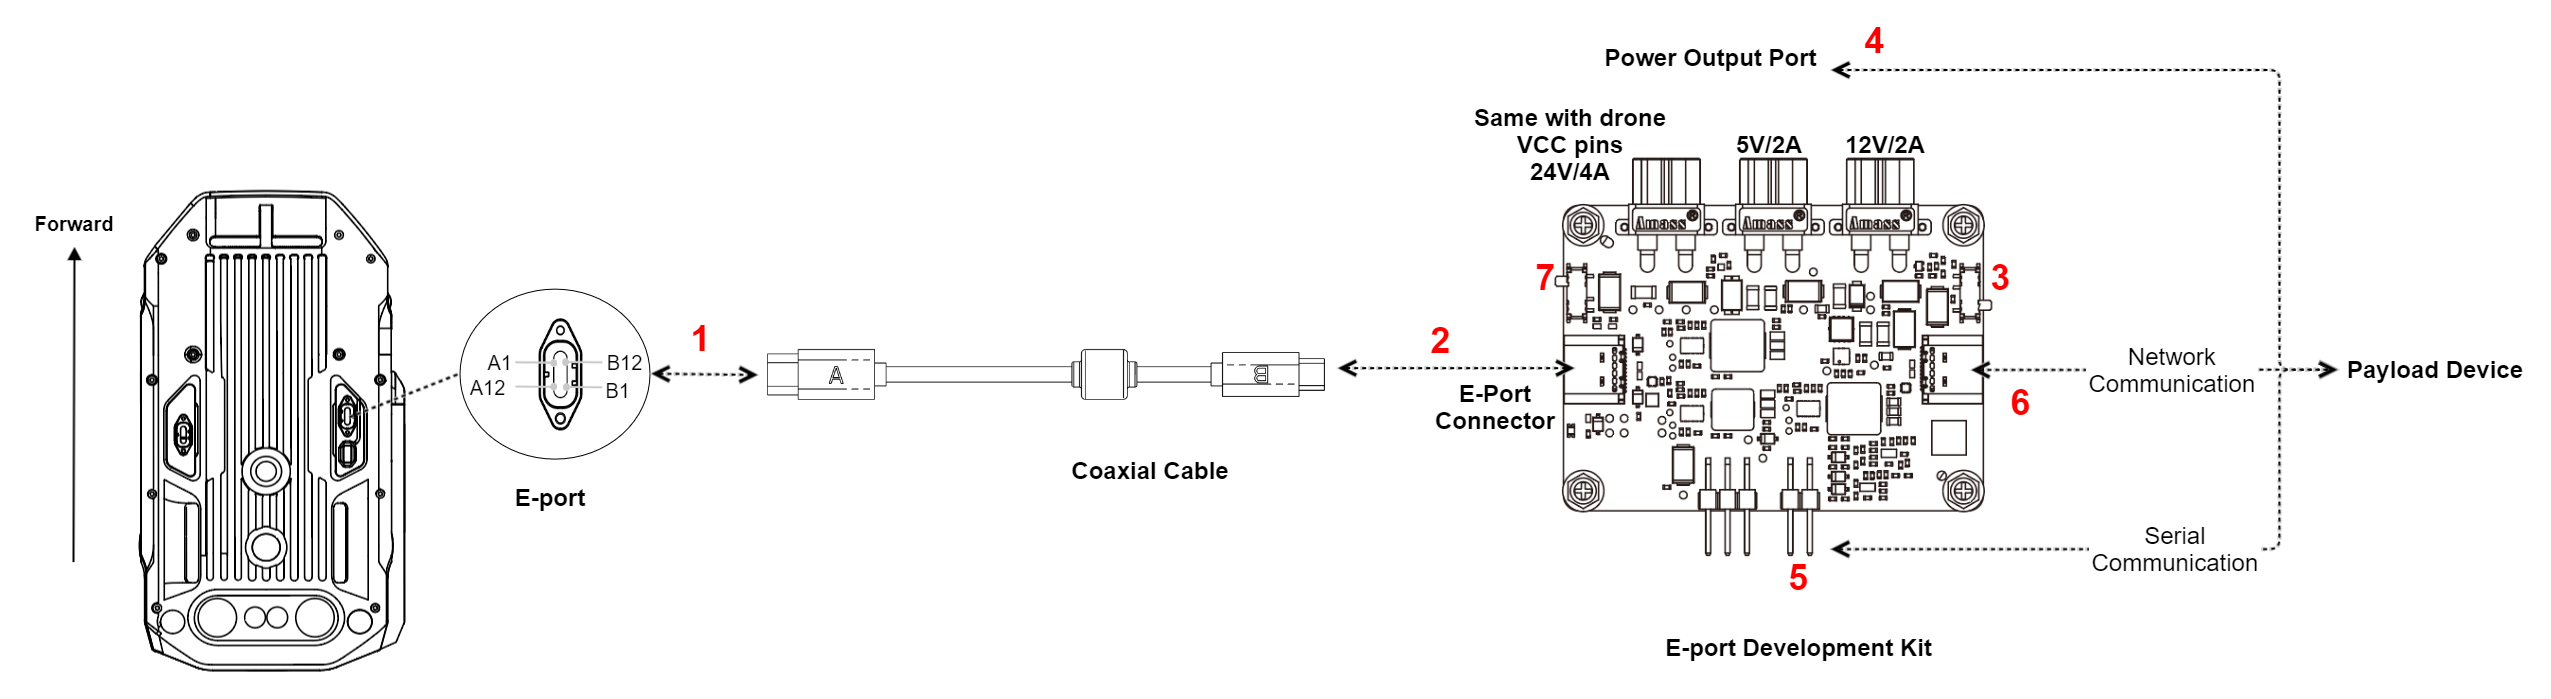 Forward
A1
A12
B12
B1
E-port
1
A
Coaxial Cable
B
2
E-Port
Connector
Power Output Port
4
Same with drone
VCC pins
24V/4A
5V/2A
12V/2A
Amass®
Amass®
Amass®
7
3
6
5
Network
Communication
Serial
Communication
Payload Device
E-port Development Kit